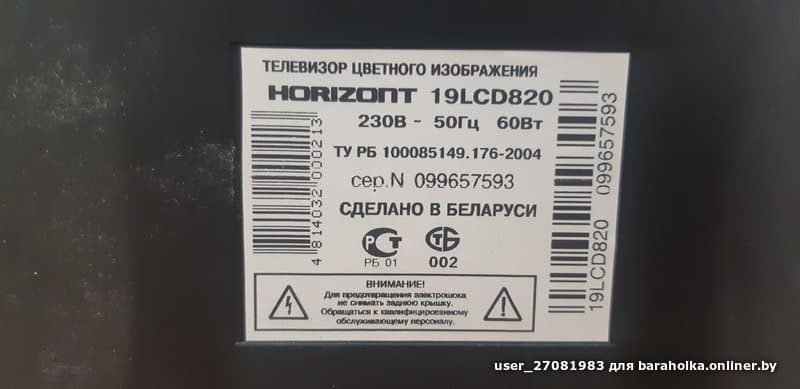 ТЕЛЕВИЗОР ЦВЕТНОГО ИЗОБРАЖЕНИЯ
HORIZONT 19LCD820
230В - 50Гц 60Вт
ТУ РБ 100085149.176-2004
сер.N 099657593
СДЕЛАНО В БЕЛАРУСИ
РСТ СТБ
РБ 01 002
ВНИМАНИЕ!
Для предотвращения электрошока
не снимать заднюю крышку.
Обращаться к квалифицированному
обслуживающему персоналу.
4 814032 000213
19LCD820 099657593
user_27081983 для baraholka.onliner.by